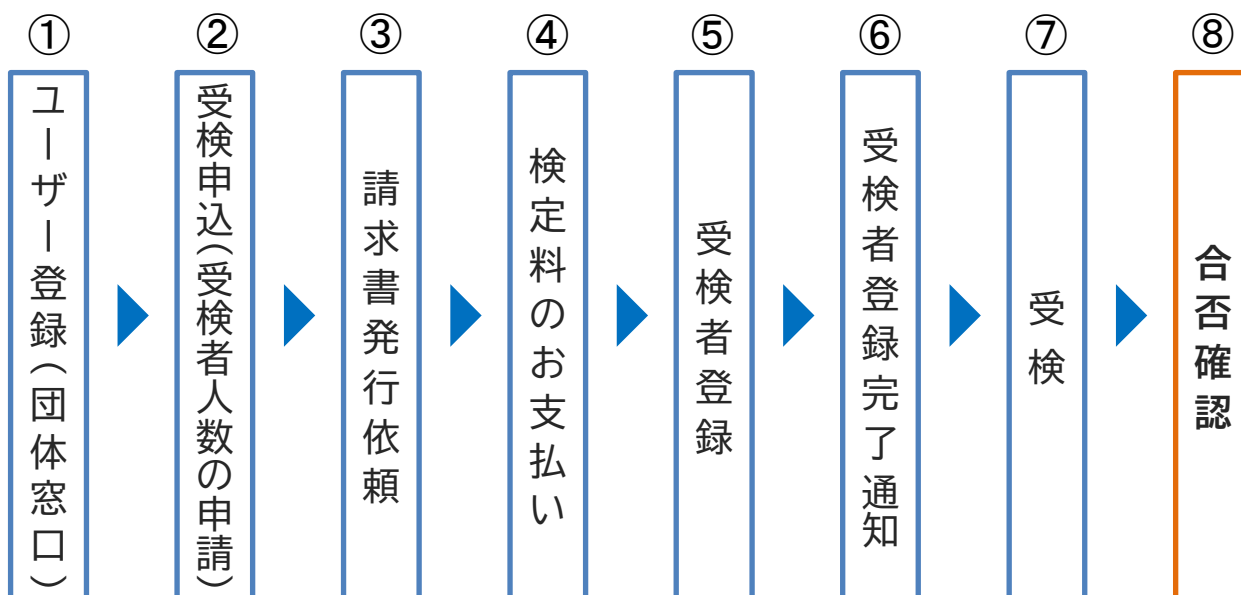 ①
ユーザー登録(団体窓口)
②
受検申込(受検者人数の申請)
③
請求書発行依頼
④
検定料のお支払い
⑤
受検者登録
⑥
受検者登録完了通知
⑦
受検
⑧
合否確認